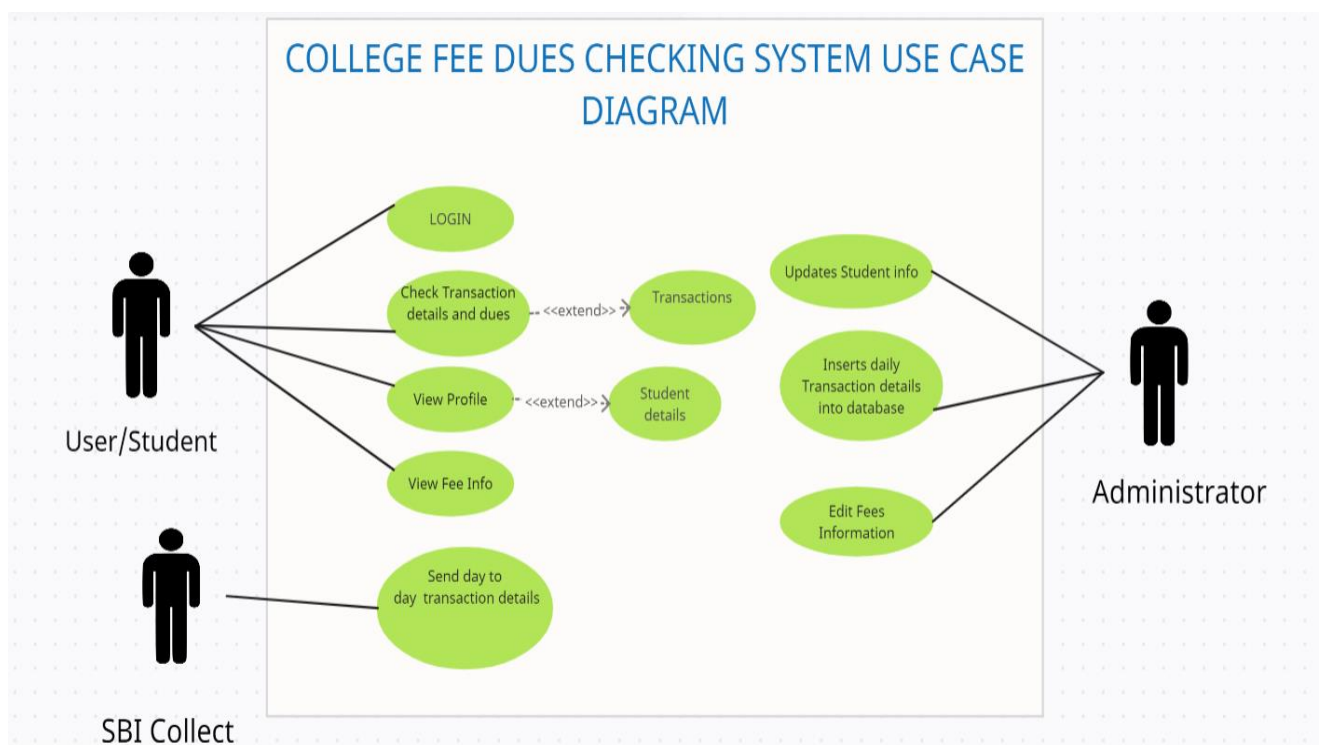 COLLEGE FEE DUES CHECKING SYSTEM USE CASE
DIAGRAM
LOGIN
Check Transaction
details and dues
<<extend>>
Transactions
View Profile
<<extend>>
Student
details
View Fee Info
Send day to
day transaction details
Updates Student info
Inserts daily
Transaction details
into database
Edit Fees
Information
User/Student
SBI Collect
Administrator